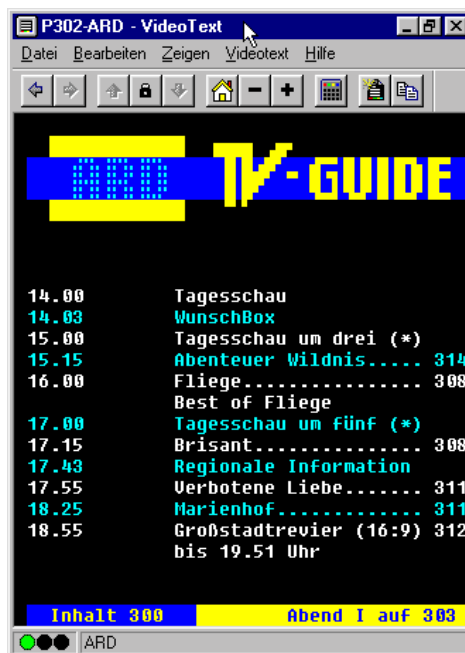 P302-ARD - VideoText
Datei Bearbeiten Zeigen Videotext Hilfe
ARD TV-GUIDE
14.00 Tagesschau
14.03 WunschBox
15.00 Tagesschau um drei (*)
15.15 Abenteuer Wildnis..... 314
16.00 Fliege................ 308
Best of Fliege
17.00 Tagesschau um fünf (*)
17.15 Brisant............... 308
17.43 Regionale Information
17.55 Verbotene Liebe....... 311
18.25 Marienhof............. 311
18.55 Großstadtrevier (16:9) 312
bis 19.51 Uhr
Inhalt 300 Abend I auf 303
ARD